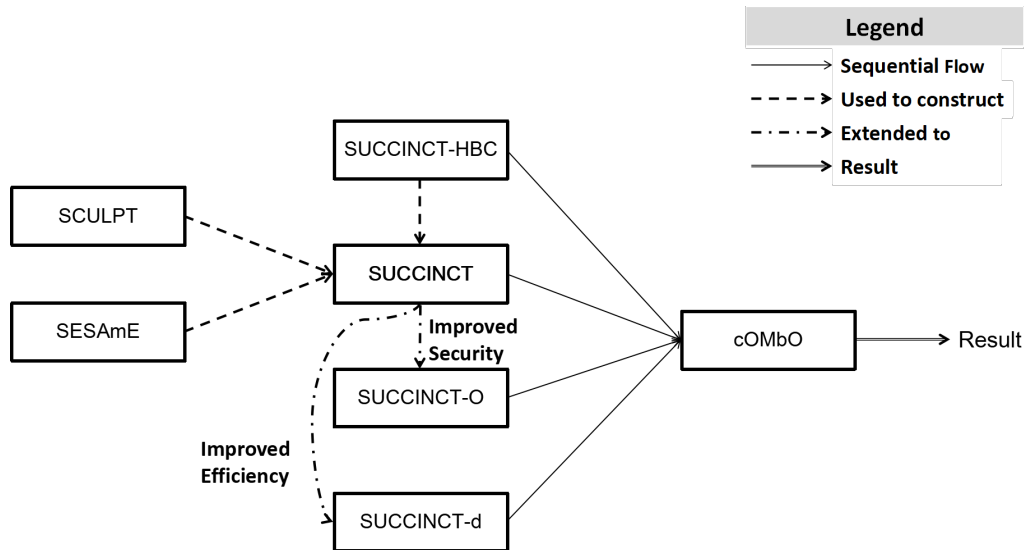 Legend
Sequential Flow
Used to construct
Extended to
Result
SUCCINCT-HBC
SCULPT
SUCCINCT
SESAmE
Improved
Security
cOMbO
Result
SUCCINCT-O
Improved
Efficiency
SUCCINCT-d